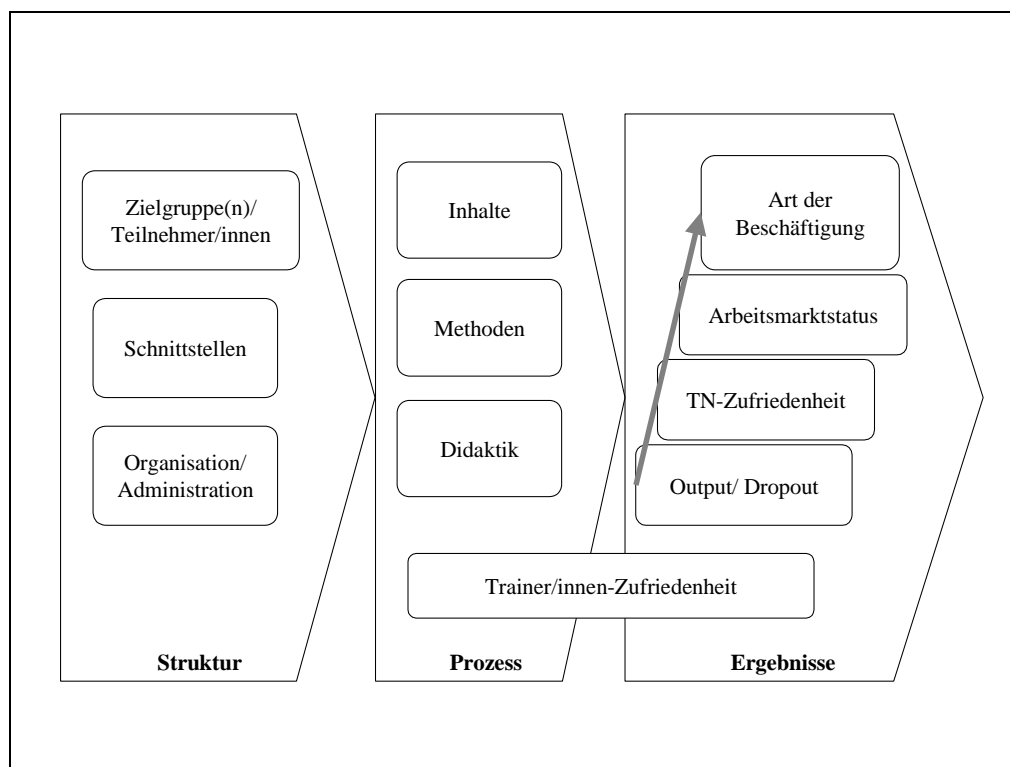 Zielgruppe(n)/
Teilnehmer/innen
Schnittstellen
Organisation/
Administration
Struktur
Inhalte
Methoden
Didaktik
Trainer/innen-Zufriedenheit
Prozess
Art der
Beschäftigung
Arbeitsmarktstatus
TN-Zufriedenheit
Output/ Dropout
Ergebnisse